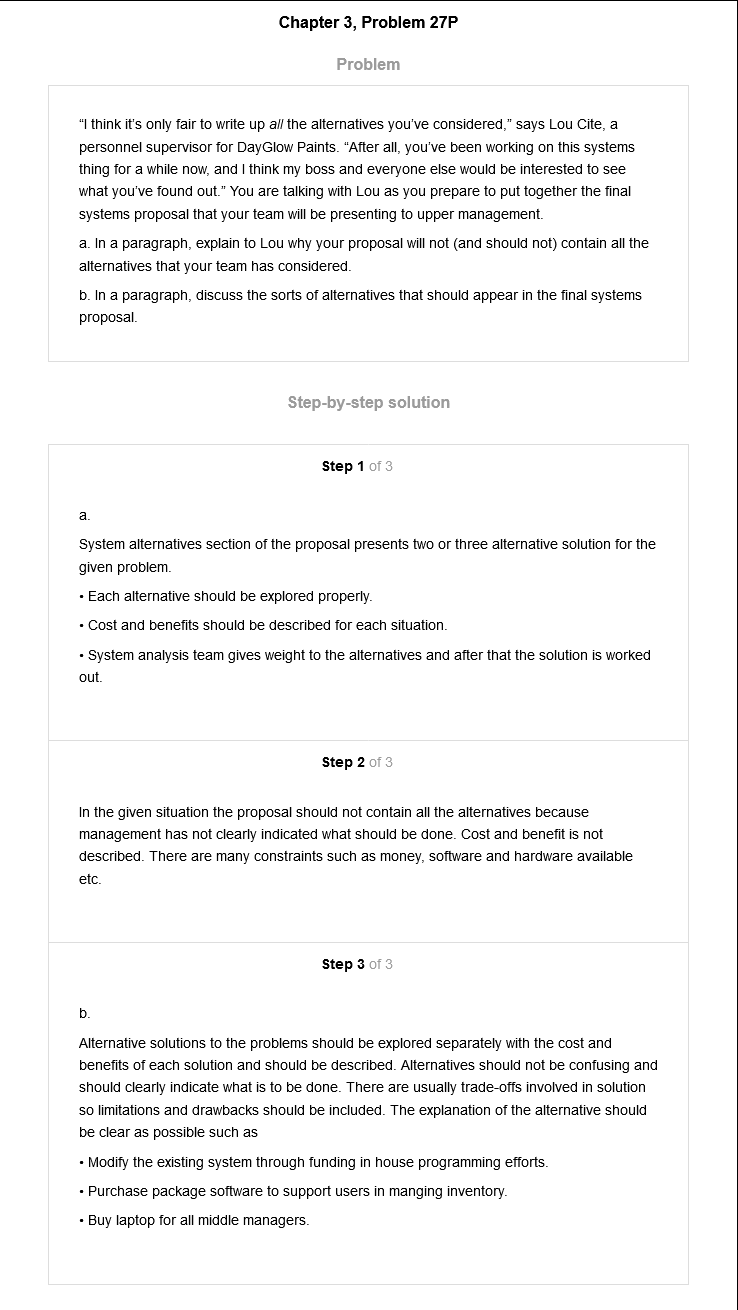 Chapter 3, Problem 27P
Problem
“I think it’s only fair to write up all the alternatives you’ve considered,” says Lou Cite, a
personnel supervisor for DayGlow Paints. “After all, you’ve been working on this systems
thing for a while now, and I think my boss and everyone else would be interested to see
what you’ve found out.” You are talking with Lou as you prepare to put together the final
systems proposal that your team will be presenting to upper management.
a. In a paragraph, explain to Lou why your proposal will not (and should not) contain all the
alternatives that your team has considered.
b. In a paragraph, discuss the sorts of alternatives that should appear in the final systems
proposal.
Step-by-step solution
Step 1 of 3
a.
System alternatives section of the proposal presents two or three alternative solution for the
given problem.
• Each alternative should be explored properly.
• Cost and benefits should be described for each situation.
• System analysis team gives weight to the alternatives and after that the solution is worked
out.
Step 2 of 3
In the given situation the proposal should not contain all the alternatives because
management has not clearly indicated what should be done. Cost and benefit is not
described. There are many constraints such as money, software and hardware available
etc.
Step 3 of 3
b.
Alternative solutions to the problems should be explored separately with the cost and
benefits of each solution and should be described. Alternatives should not be confusing and
should clearly indicate what is to be done. There are usually trade-offs involved in solution
so limitations and drawbacks should be included. The explanation of the alternative should
be clear as possible such as
• Modify the existing system through funding in house programming efforts.
• Purchase package software to support users in manging inventory.
• Buy laptop for all middle managers.